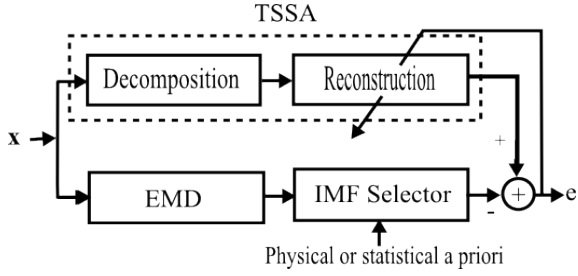 TSSA
Decomposition
Reconstruction
x
+
EMD
IMF Selector
-
+
e
Physical or statistical a priori